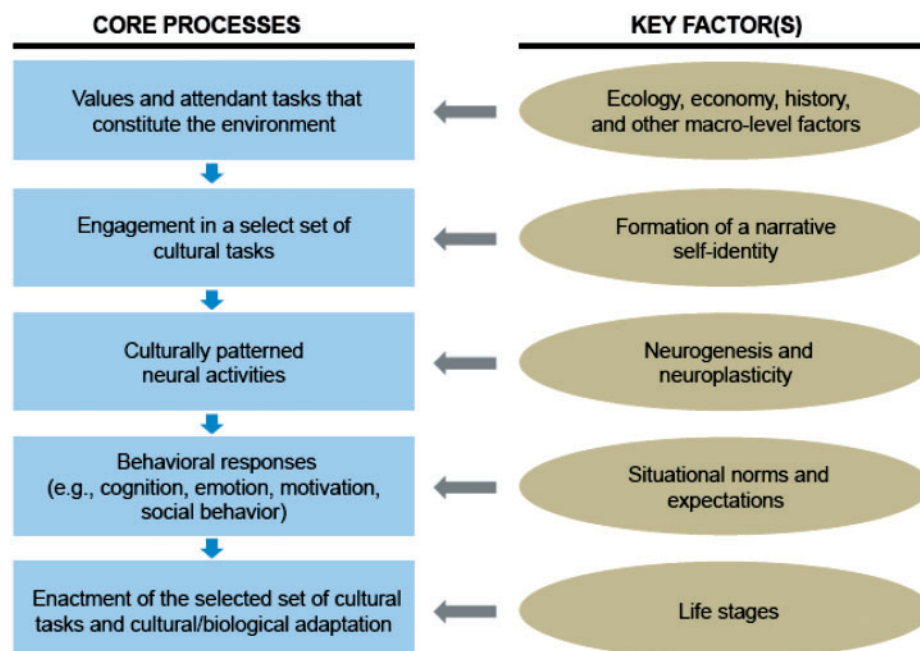 CORE PROCESSES
KEY FACTOR(S)
Values and attendant tasks that
constitute the environment
Ecology, economy, history,
and other macro-level factors
Engagement in a select set of
cultural tasks
Formation of a narrative
self-identity
Culturally patterned
neural activities
Neurogenesis and
neuroplasticity
Behavioral responses
(e.g., cognition, emotion, motivation,
social behavior)
Situational norms and
expectations
Enactment of the selected set of cultural
tasks and cultural/biological adaptation
Life stages